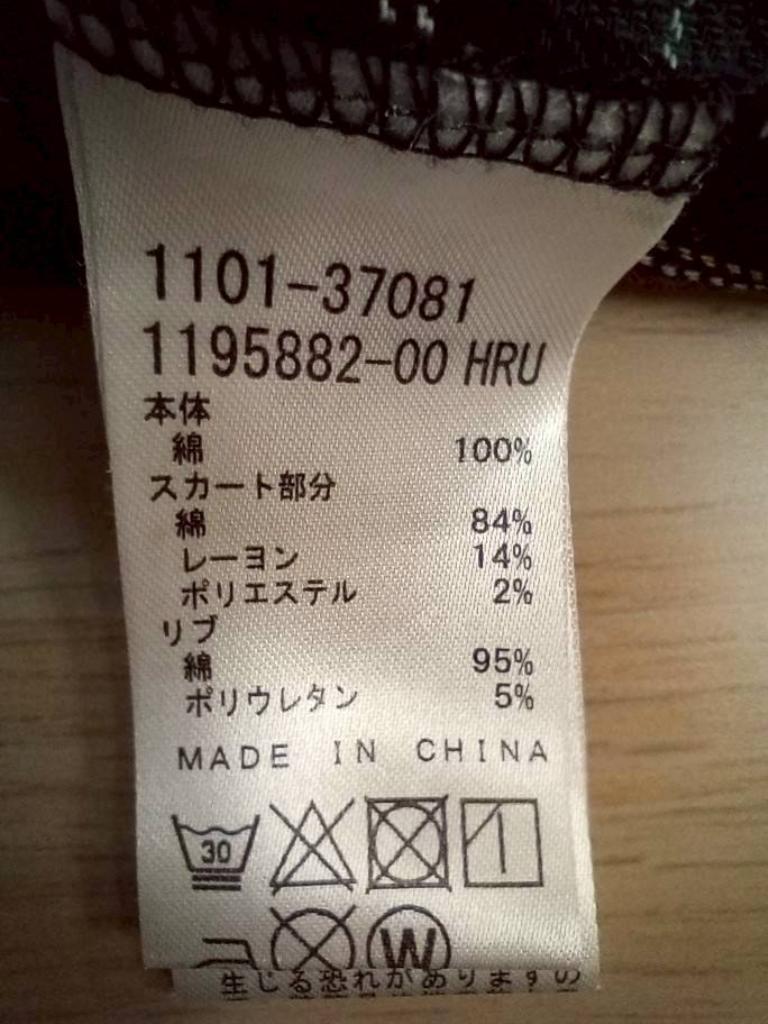 1101-37081
1195882-00 HRU
本体
綿 100%
スカート部分
綿 84%
レーヨン 14%
ポリエステル 2%
リブ
綿 95%
ポリウレタン 5%
MADE IN CHINA
30
W
生じる恐れがありますの